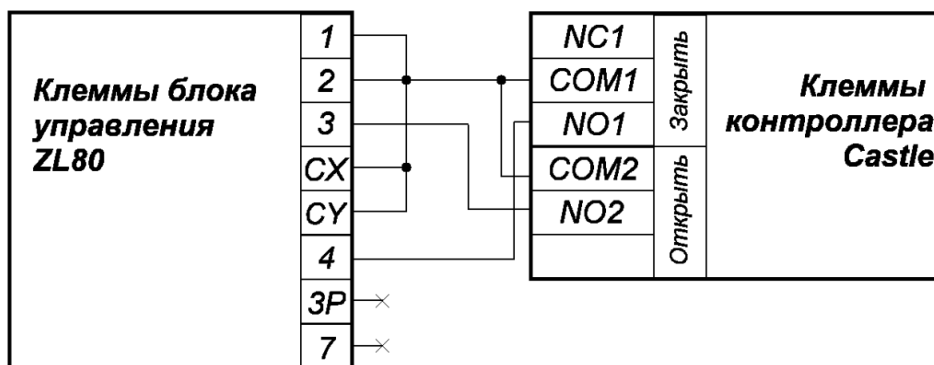 Клеммы блока
управления
ZL80
1
2
3
CX
CY
4
3P
7
NC1
COM1
NO1
COM2
NO2
Закрыть
Открыть
Клеммы
контроллера
Castle